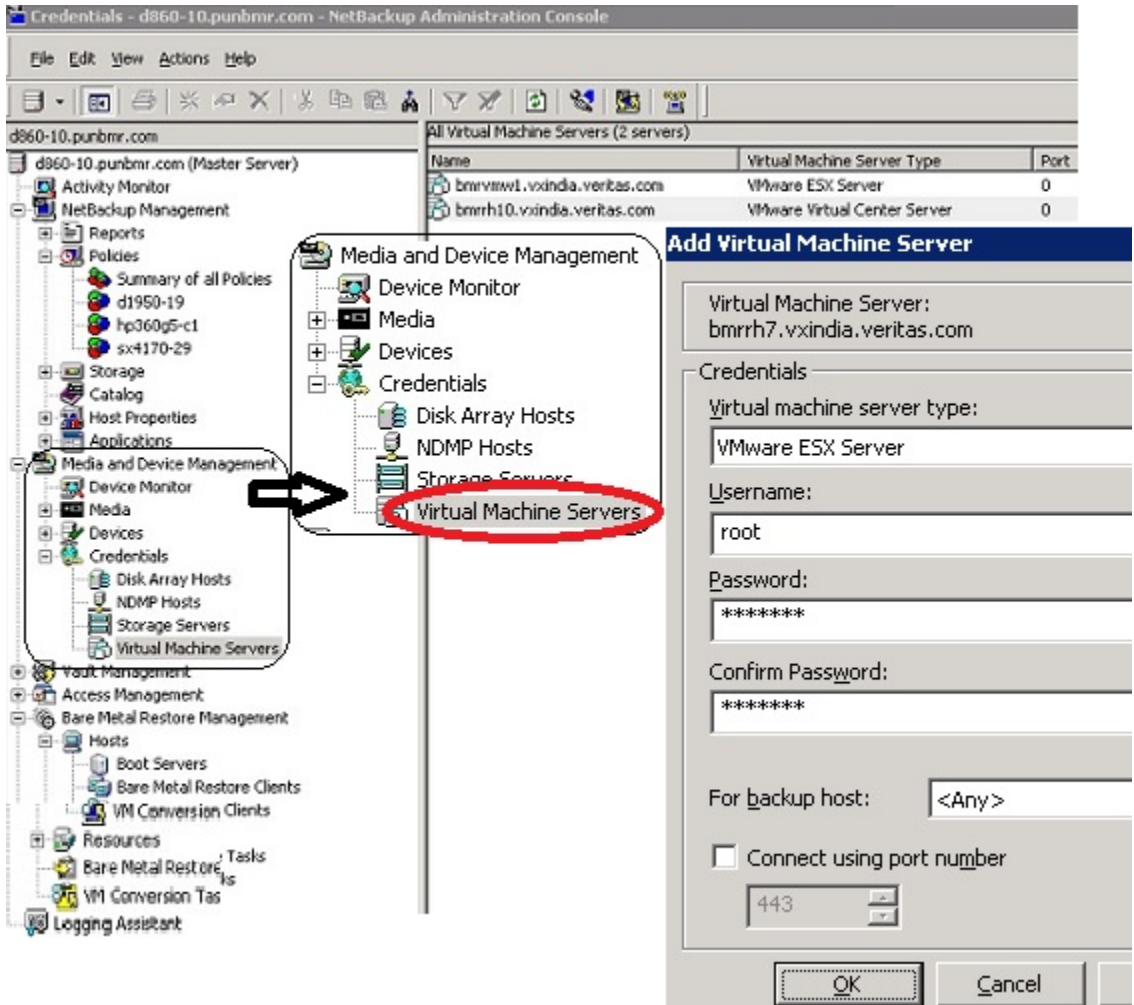 Credentials - d860-10.punbmr.com - NetBackup Administration Console
File Edit View Actions Help
d860-10.punbmr.com
d860-10.punbmr.com (Master Server)
Activity Monitor
NetBackup Management
Reports
Policies
Summary of all Policies
d1950-19
hp360g5-c1
sx4170-29
Storage
Catalog
Host Properties
Applications
Media and Device Management
Device Monitor
Media
Devices
Credentials
Disk Array Hosts
NDMP Hosts
Storage Servers
Virtual Machine Servers
Vault Management
Access Management
Bare Metal Restore Management
Hosts
Boot Servers
Bare Metal Restore Clients
VM Conversion Clients
Resources
Bare Metal Restore Tasks
ks
VM Conversion Tas
Logging Assistant
All Virtual Machine Servers (2 servers)
Name Virtual Machine Server Type Port
bmrvmw1.vxindia.veritas.com VMware ESX Server 0
bmrrh10.vxindia.veritas.com VMware Virtual Center Server 0
Media and Device Management
Device Monitor
Media
Devices
Credentials
Disk Array Hosts
NDMP Hosts
Storage Servers
Virtual Machine Servers
Add Virtual Machine Server
Virtual Machine Server:
bmrrh7.vxindia.veritas.com
Credentials
Virtual machine server type:
VMware ESX Server
Username:
root
Password:
*******
Confirm Password:
*******
For backup host: <Any>
Connect using port number
443
OK Cancel